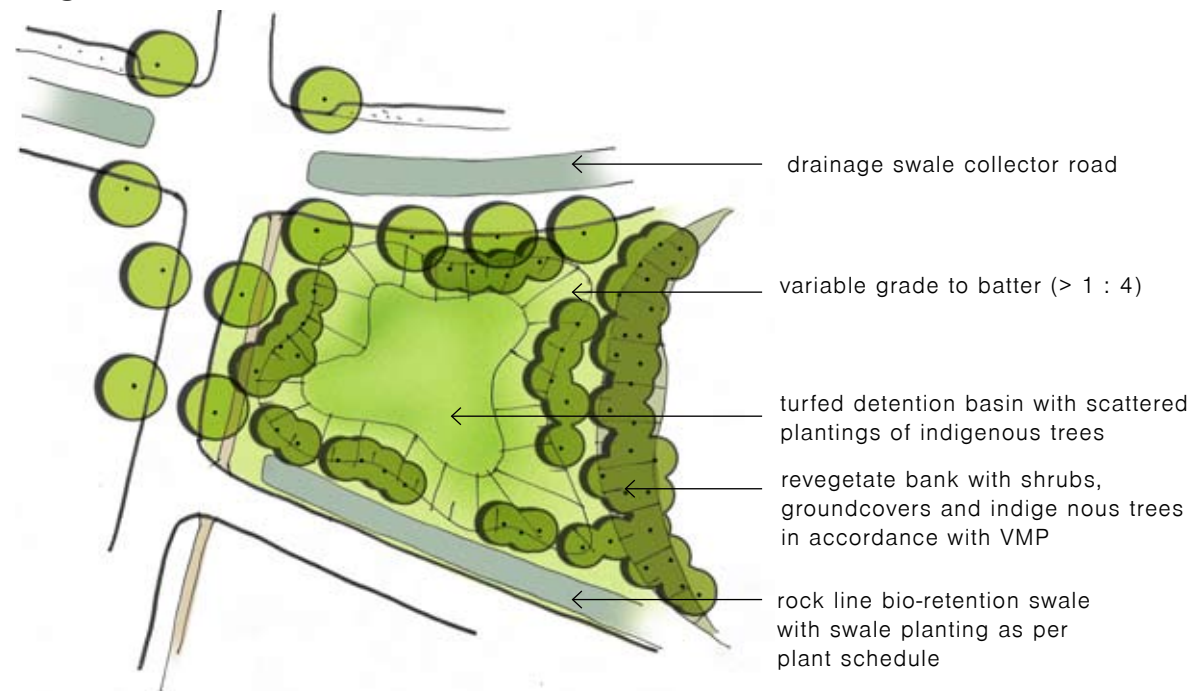 drainage swale collector road
variable grade to batter (> 1 : 4)
turfed detention basin with scattered
plantings of indigenous trees
revegetate bank with shrubs,
groundcovers and indige nous trees
in accordance with VMP
rock line bio-retention swale
with swale planting as per
plant schedule